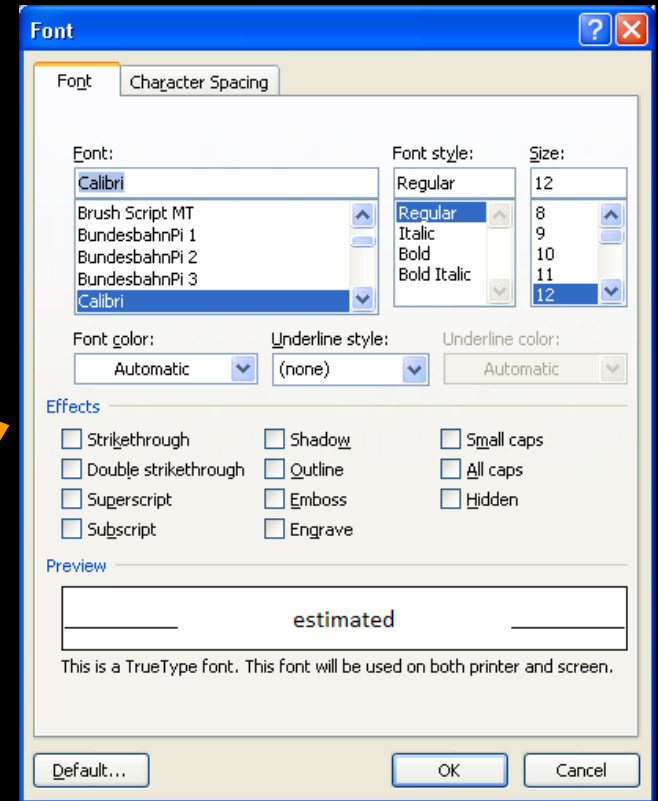 Font
Font Character Spacing
Font: Font style: Size:
Calibri Regular 12
Brush Script MT Regular 8
BundesbahnPi 1 Italic 9
BundesbahnPi 2 Bold 10
BundesbahnPi 3 Bold Italic 11
Calibri 12
Font color: Underline style: Underline color:
Automatic (none) Automatic
Effects
Strikethrough Shadow Small caps
Double strikethrough Outline All caps
Superscript Emboss Hidden
Subscript Engrave
Preview
estimated
This is a TrueType font. This font will be used on both printer and screen.
Default... OK Cancel